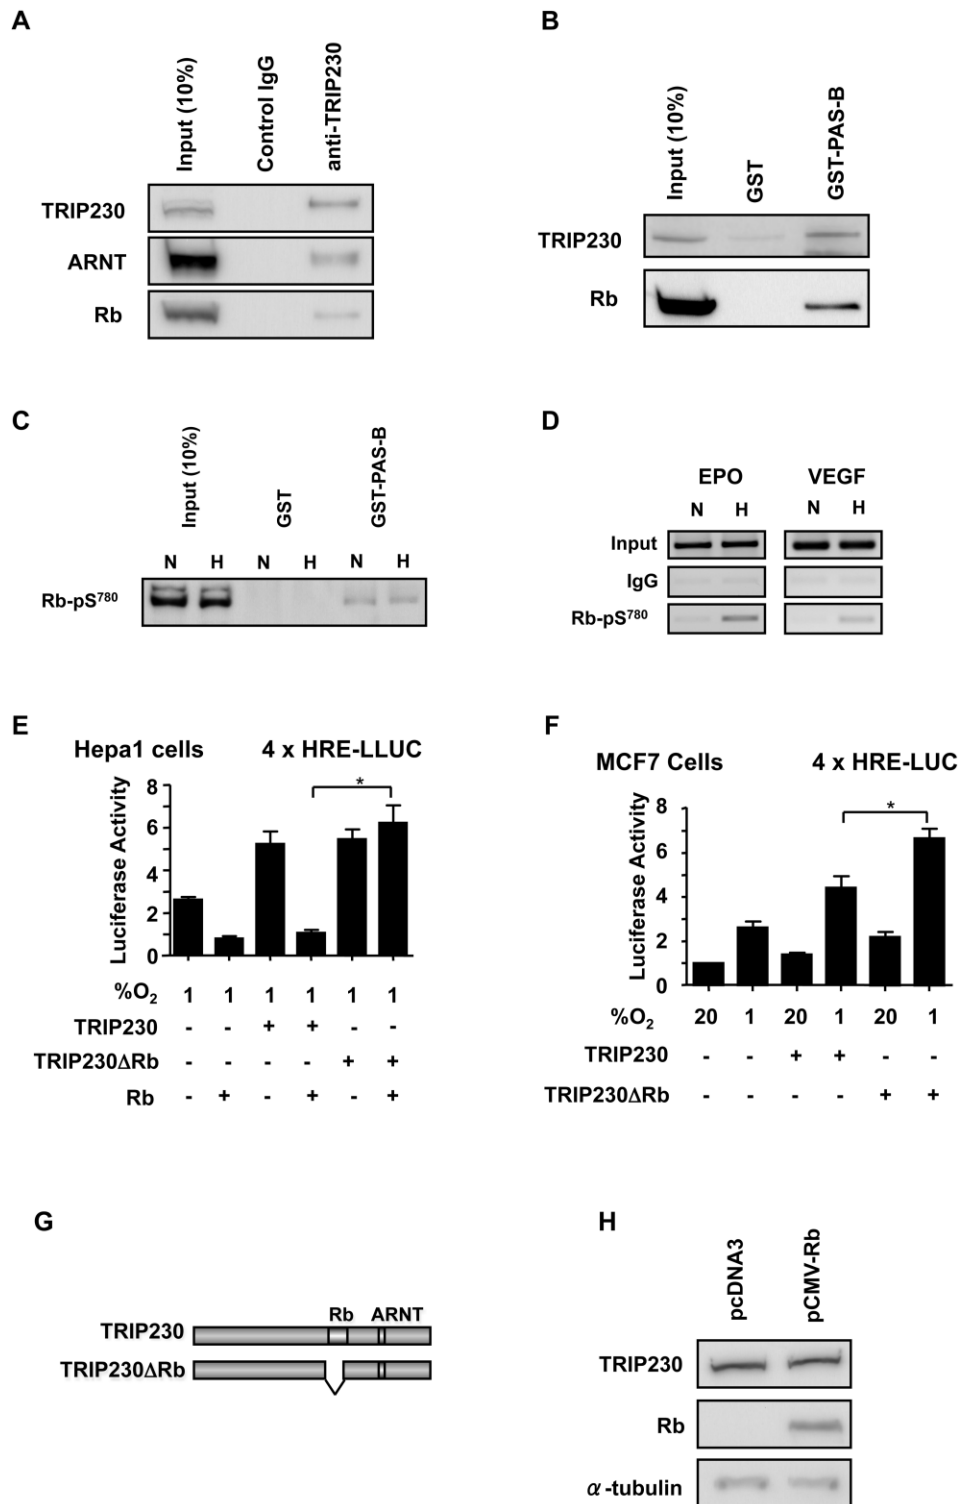 A
Input (10%)
Control IgG
anti-TRIP230
TRIP230
ARNT
Rb
B
Input (10%)
GST
GST-PAS-B
TRIP230
Rb
C
Input (10%)
GST
GST-PAS-B
N H N H N H
Rb-pS780
D
EPO VEGF
N H N H
Input
IgG
Rb-pS780
E
Hepa1 cells 4 x HRE-LLUC
Luciferase Activity
8
6
4
2
0
*
%O2 1 1 1 1 1 1
TRIP230 - - + + - -
TRIP230ΔRb - - - - + +
Rb - + - + - +
F
MCF7 Cells 4 x HRE-LUC
Luciferase Activity
8
6
4
2
0
*
%O2 20 1 20 1 20 1
TRIP230 - - + + - -
TRIP230ΔRb - - - - + +
G
Rb ARNT
TRIP230
TRIP230ΔRb
H
pcDNA3
pCMV-Rb
TRIP230
Rb
α-tubulin